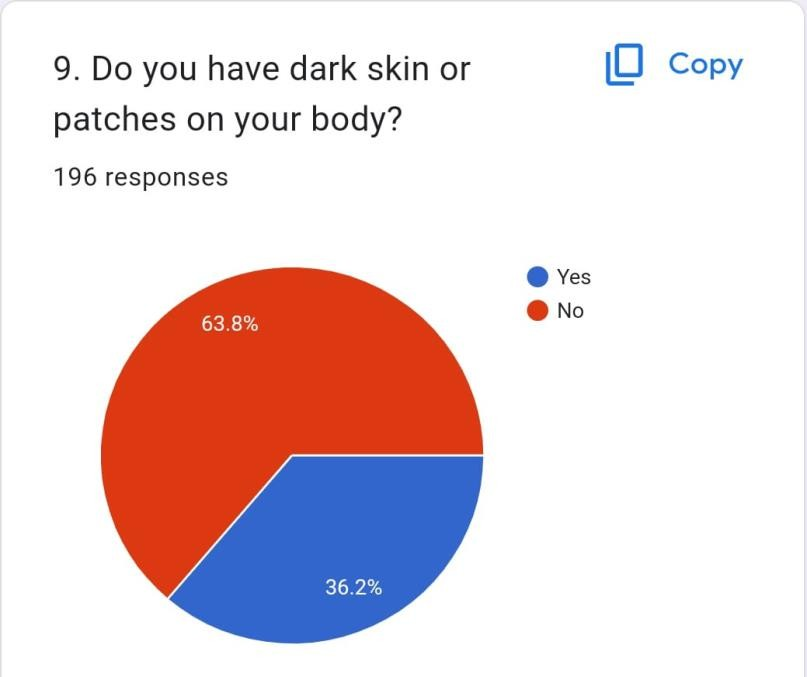 9. Do you have dark skin or
patches on your body?
Copy
196 responses
Yes
No
63.8%
36.2%